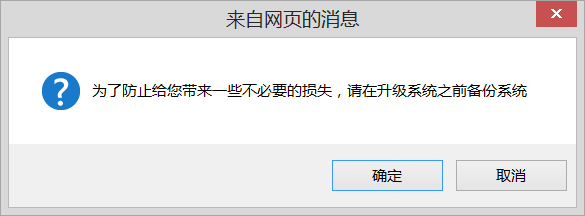 来自网页的消息
为了防止给您带来一些不必要的损失，请在升级系统之前备份系统
确定
取消